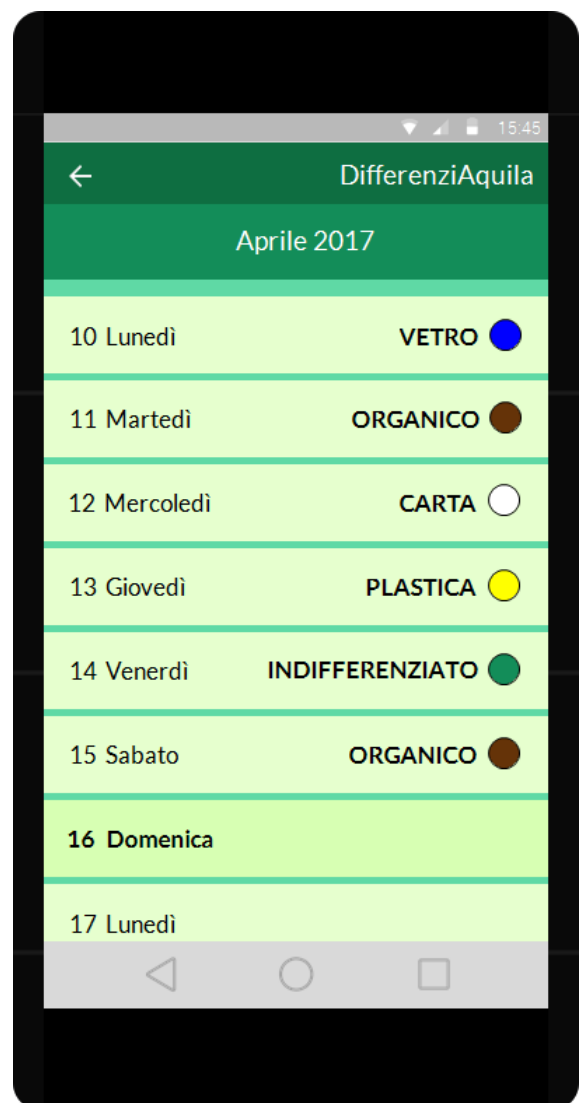 15:45
DifferenziAquila
Aprile 2017
10 Lunedì VETRO
11 Martedì ORGANICO
12 Mercoledì CARTA
13 Giovedì PLASTICA
14 Venerdì INDIFFERENZIATO
15 Sabato ORGANICO
16 Domenica
17 Lunedì